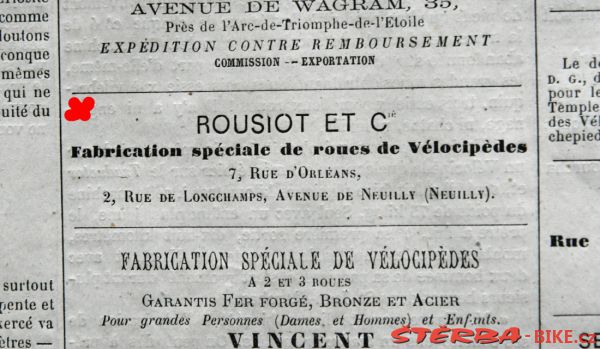 comme
loutons
conque
mêmes
qui ne
uité du
surtout
pente et
xercé va
ètres —
AVENUE DE WAGRAM, 35,
Près de l'Arc-de-Triomphe-de-l'Etoile
EXPÉDITION CONTRE REMBOURSEMENT
COMMISSION -- EXPORTATION
ROUSIOT ET Cie
Fabrication spéciale de roues de Vélocipèdes
7, RUE D'ORLÉANS,
2, RUE DE LONGCHAMPS, AVENUE DE NEUILLY (NEUILLY).
FABRICATION SPÉCIALE DE VÉLOCIPÈDES
A 2 ET 3 ROUES
GARANTIS FER FORGÉ, BRONZE ET ACIER
Pour grandes Personnes (Dames et Hommes) et Enfants.
VINCENT
Le dé
D. G., d
pour le
Temple
des Vél
chepied
Rue
SE
STERBA-BIKE.cz